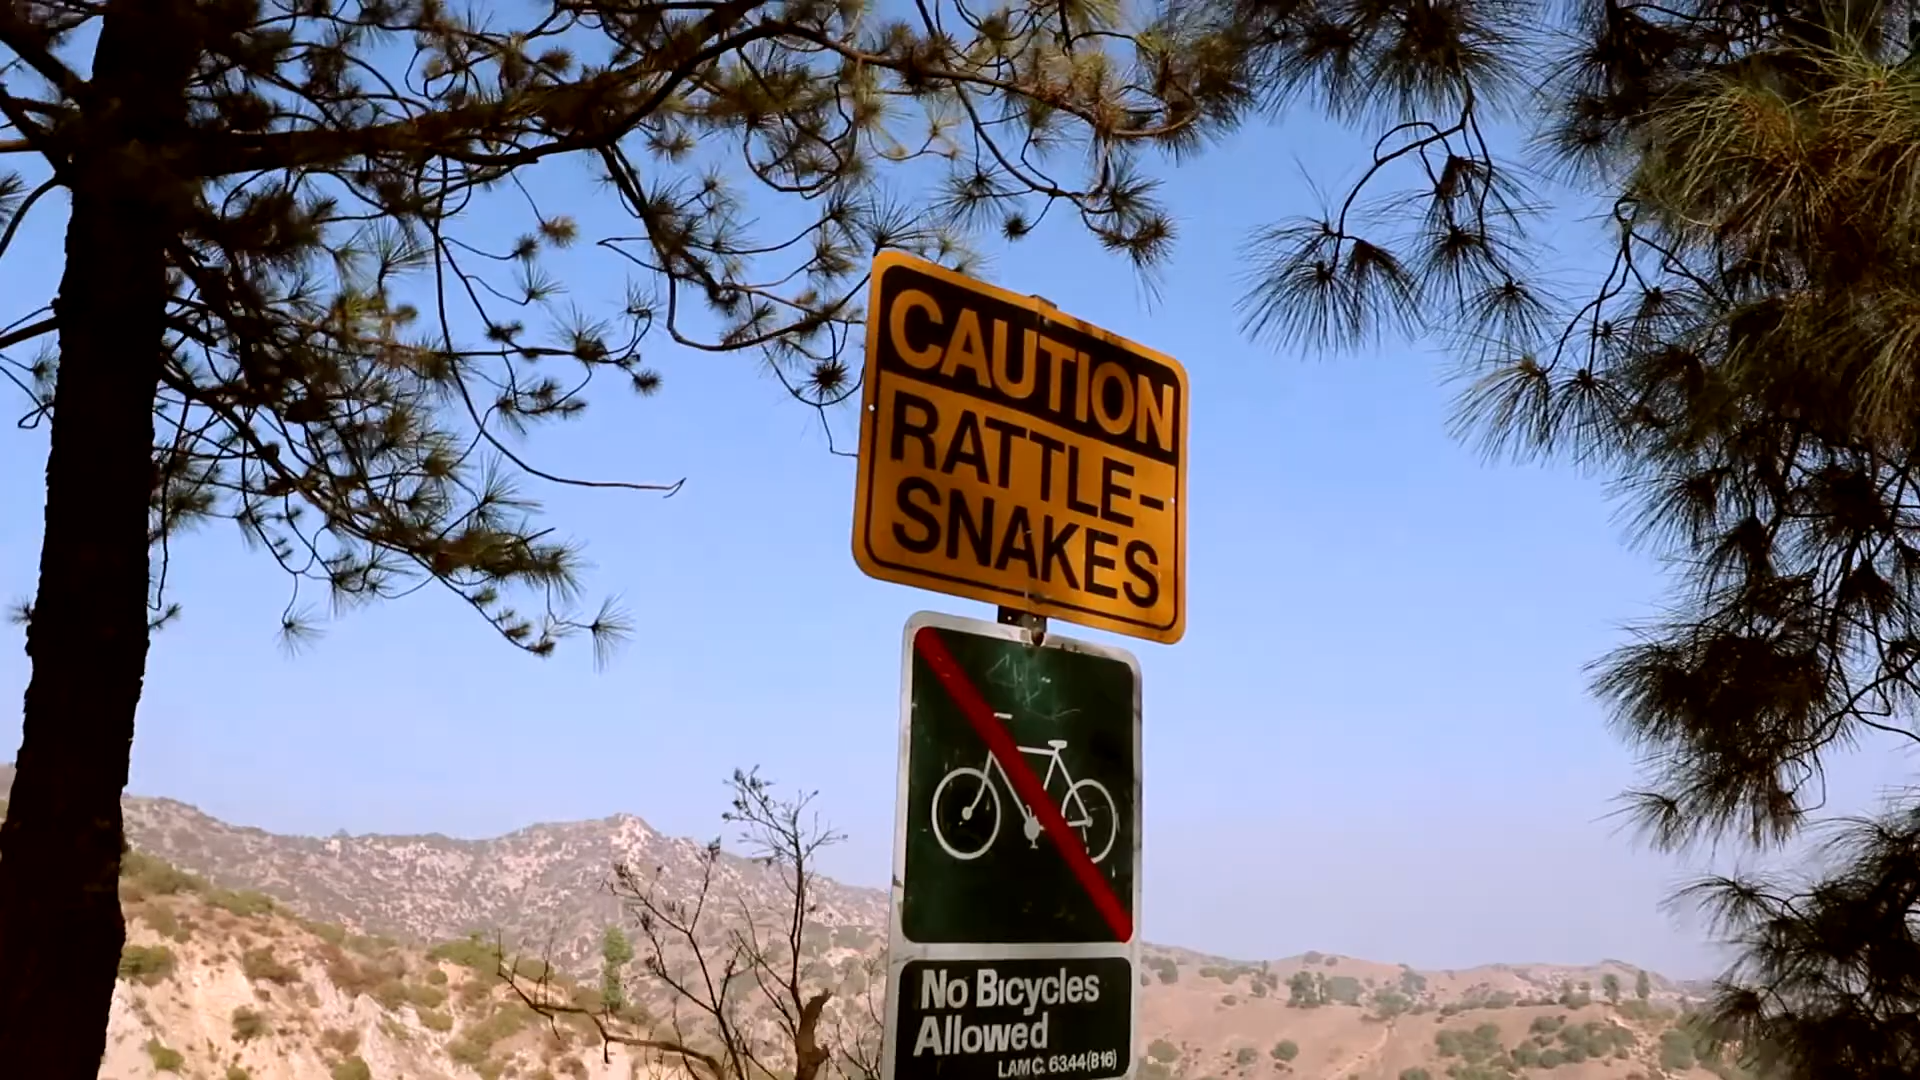 CAUTION
RATTLE-
SNAKES
No Bicycles
Allowed
LAMC. 63.44(B16)